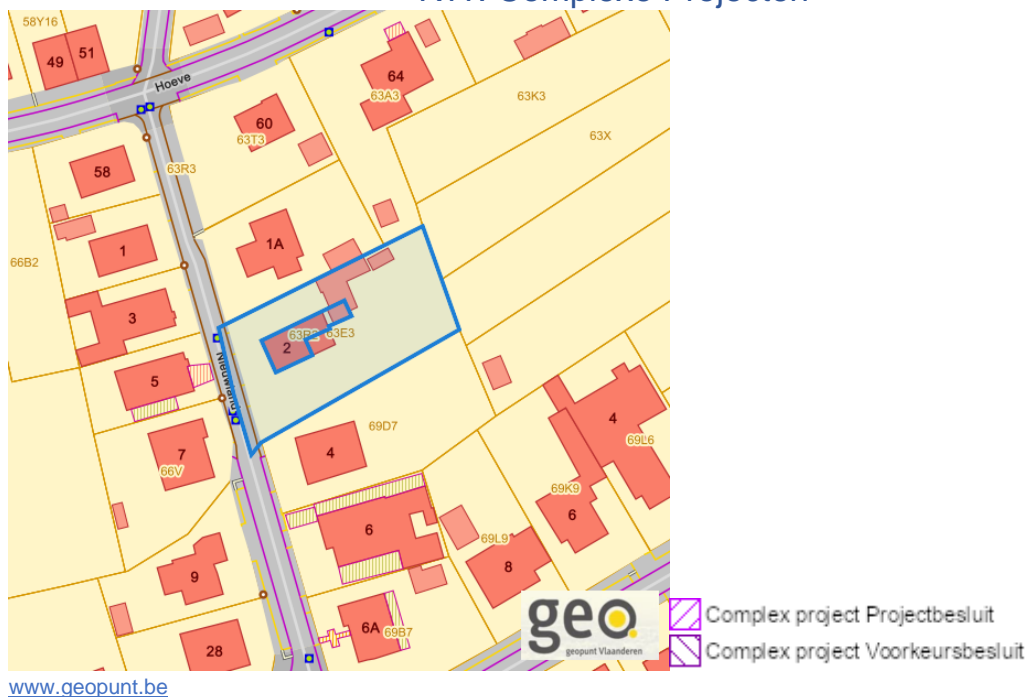 58Y16
49
51
Hoeve
64
63A3
63K3
60
63T3
63X
58
63R3
1
1A
66B2
3
63E3
2
5
69D7
4
4
7
66V
69L6
69K9
6
6
69L9
8
9
6A
69B7
28
geo
geopunt Vlaanderen
Complex project Projectbesluit
Complex project Voorkeursbesluit
www.geopunt.be